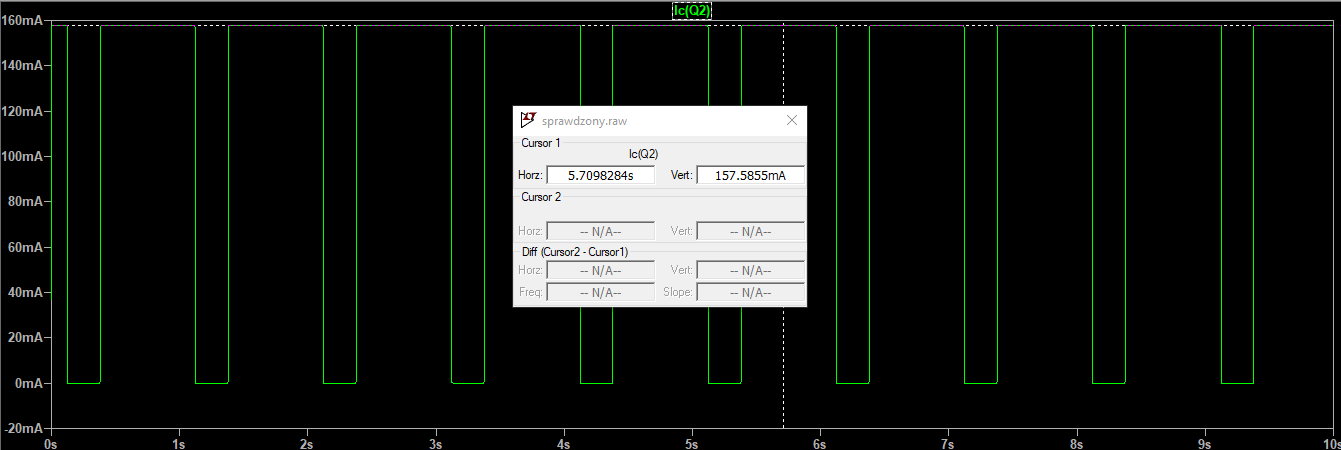 Ic(Q2)
160mA
140mA
120mA
100mA
80mA
60mA
40mA
20mA
0mA
-20mA
sprawdzony.raw
Cursor 1
Ic(Q2)
Horz: 5.7098284s Vert: 157.5855mA
Cursor 2
Horz: -- N/A-- Vert: -- N/A--
Diff (Cursor2 - Cursor1)
Horz: -- N/A-- Vert: -- N/A--
Freq: -- N/A-- Slope: -- N/A--
0s 1s 2s 3s 4s 5s 6s 7s 8s 9s 10s